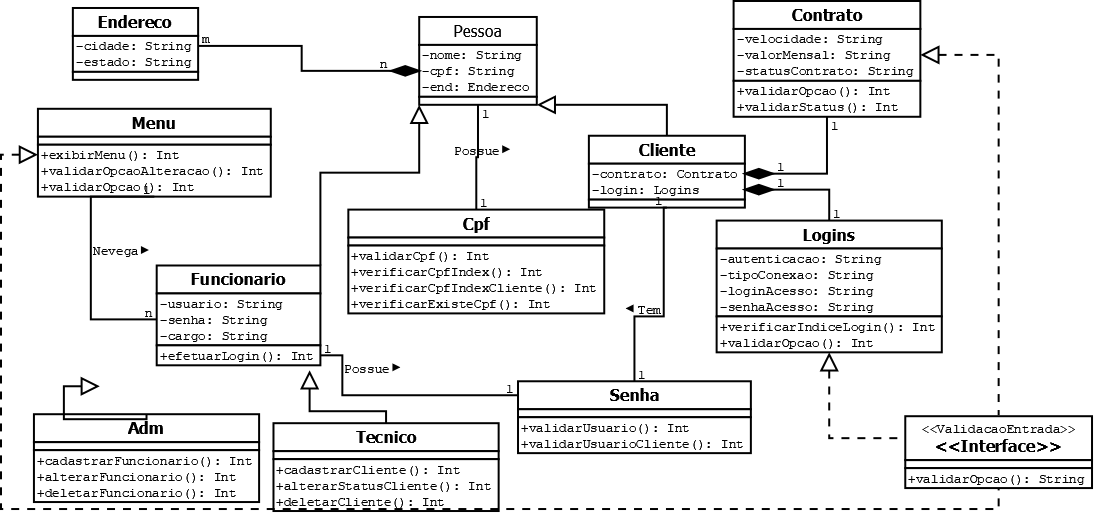 Endereco
-cidade: String
-estado: String
m
n
Pessoa
-nome: String
-cpf: String
-end: Endereco
1
Possue
1
Contrato
-velocidade: String
-valorMensal: String
-statusContrato: String
+validarOpcao(): Int
+validarStatus(): Int
1
Menu
+exibirMenu(): Int
+validarOpcaoAlteracao(): Int
+validarOpcao(): Int
1
Nevega
n
Cliente
-contrato: Contrato
-login: Logins
1
1
1
1
Cpf
+validarCpf(): Int
+verificarCpfIndex(): Int
+verificarCpfIndexCliente(): Int
+verificarExisteCpf(): Int
Logins
-autenticacao: String
-tipoConexao: String
-loginAcesso: String
-senhaAcesso: String
+verificarIndiceLogin(): Int
+validarOpcao(): Int
Funcionario
-usuario: String
-senha: String
-cargo: String
+efetuarLogin(): Int
1
Possue
1
Tem
1
Senha
+validarUsuario(): Int
+validarUsuarioCliente(): Int
Adm
+cadastrarFuncionario(): Int
+alterarFuncionario(): Int
+deletarFuncionario(): Int
Tecnico
+cadastrarCliente(): Int
+alterarStatusCliente(): Int
+deletarCliente(): Int
<<ValidacaoEntrada>>
<<Interface>>
+validarOpcao(): String